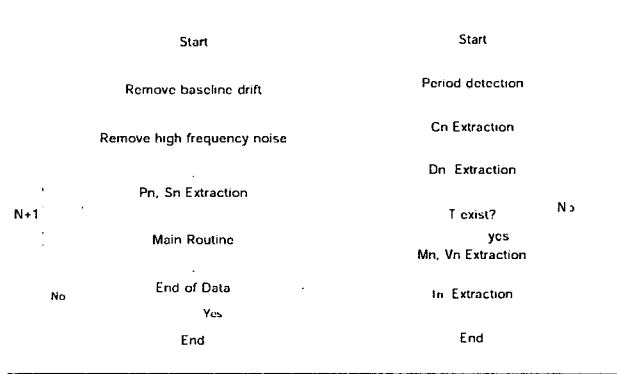 Start
Remove baseline drift
Remove high frequency noise
Pn, Sn Extraction
N+1
Main Routine
End of Data
No
Yes
End
Start
Period detection
Cn Extraction
Dn Extraction
T exist?
No
yes
Mn, Vn Extraction
In Extraction
End